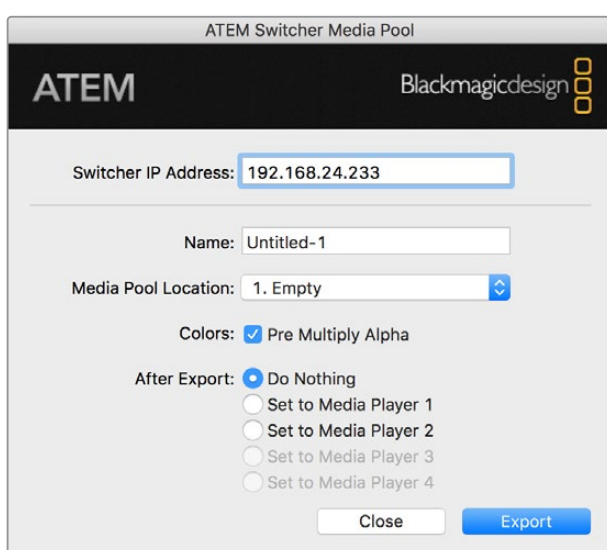 ATEM Switcher Media Pool
ATEM Blackmagicdesign
Switcher IP Address: 192.168.24.233
Name: Untitled-1
Media Pool Location: 1. Empty
Colors: Pre Multiply Alpha
After Export: Do Nothing
Set to Media Player 1
Set to Media Player 2
Set to Media Player 3
Set to Media Player 4
Close Export